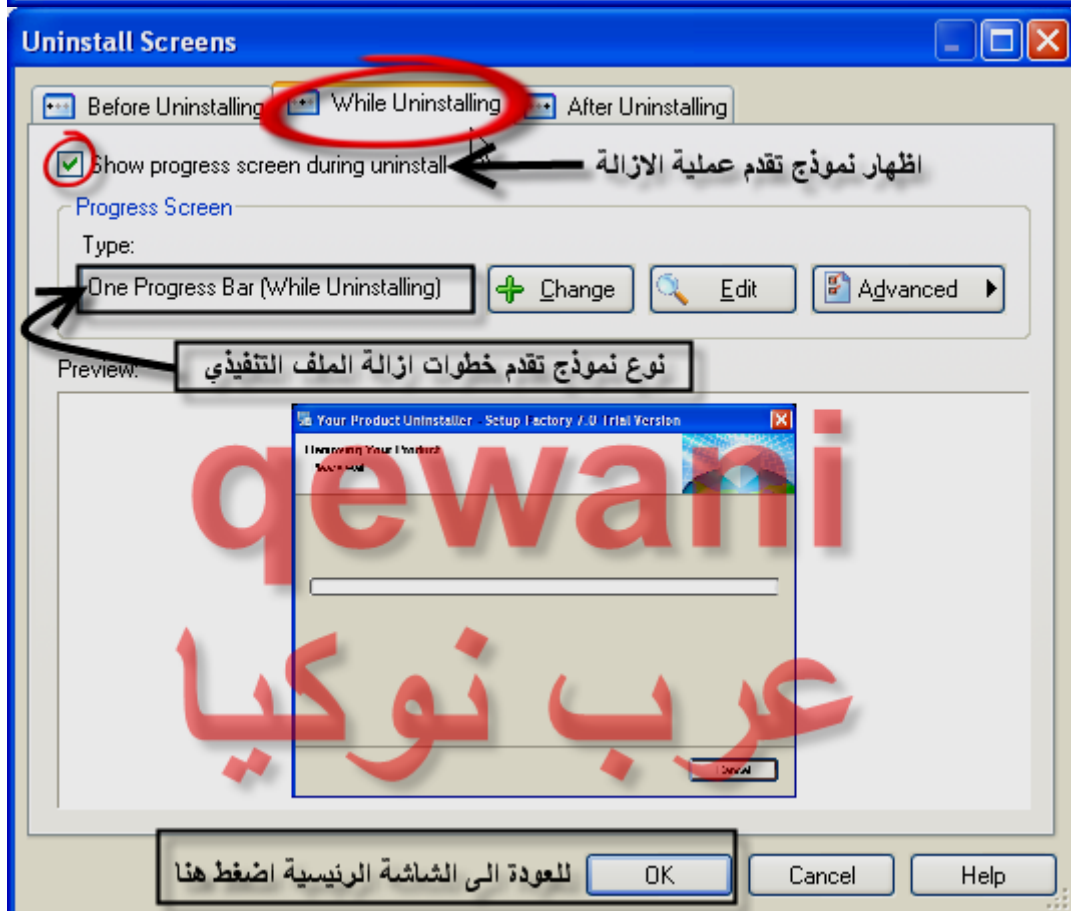 Uninstall Screens
Before Uninstalling While Uninstalling After Uninstalling
Show progress screen during uninstall اظهار نموذج تقدم عملية الازالة
Progress Screen
Type:
One Progress Bar (While Uninstalling) Change Edit Advanced
نوع نموذج تقدم خطوات ازالة الملف التنفيذي
Preview:
Your Product Uninstaller - Setup Factory 7.0 Trial Version
Removing Your Product
qewani
عرب نوكيا
Cancel
للعودة الى الشاشة الرئيسية اضغط هنا OK Cancel Help